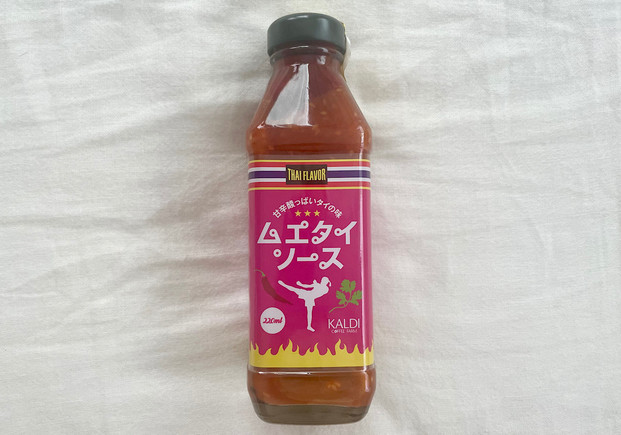 THAI FLAVOR
甘辛酸っぱいタイの味
ムエタイ
ソース
220ml
KALDI
COFFEE FARM